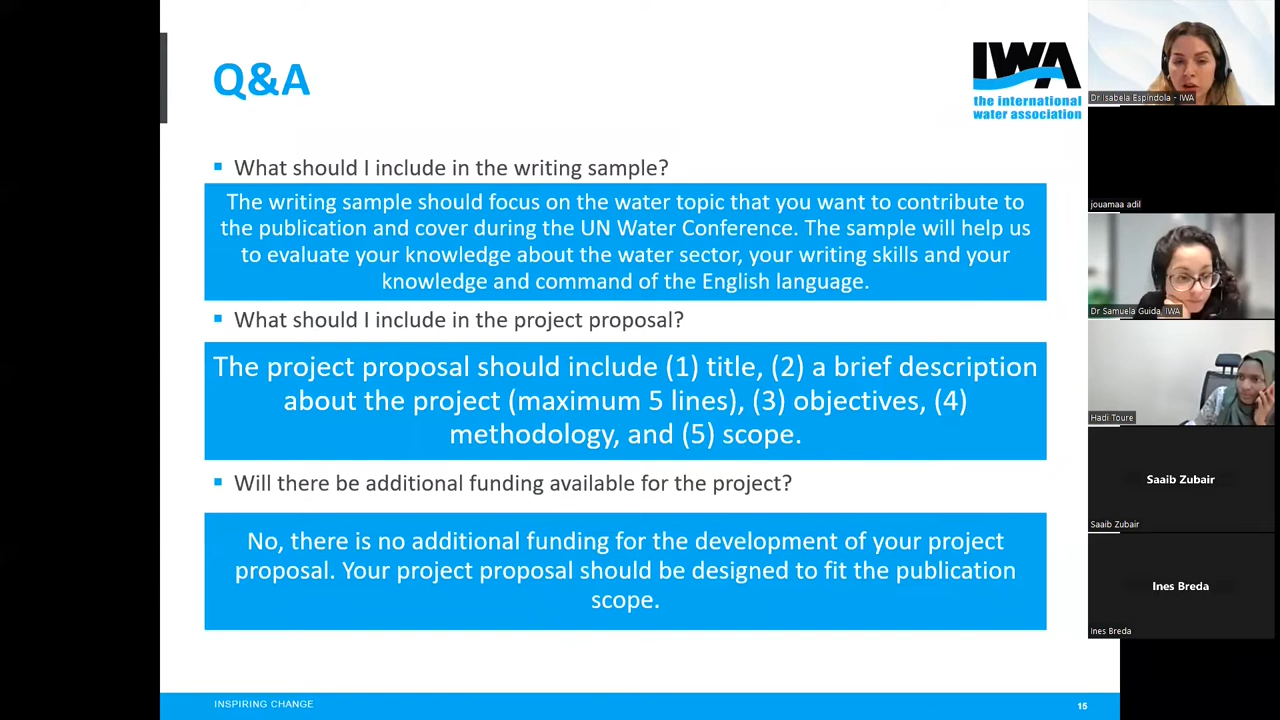 Q&A
IWA
the international
water association
What should I include in the writing sample?
The writing sample should focus on the water topic that you want to contribute to
the publication and cover during the UN Water Conference. The sample will help us
to evaluate your knowledge about the water sector, your writing skills and your
knowledge and command of the English language.
What should I include in the project proposal?
The project proposal should include (1) title, (2) a brief description
about the project (maximum 5 lines), (3) objectives, (4)
methodology, and (5) scope.
Will there be additional funding available for the project?
No, there is no additional funding for the development of your project
proposal. Your project proposal should be designed to fit the publication
scope.
INSPIRING CHANGE
15
Dr Isabela Espindola - IWA
jouamaa adil
Dr Samuela Guida, IWA
Hadi Toure
Saaib Zubair
Saaib Zubair
Ines Breda
Ines Breda